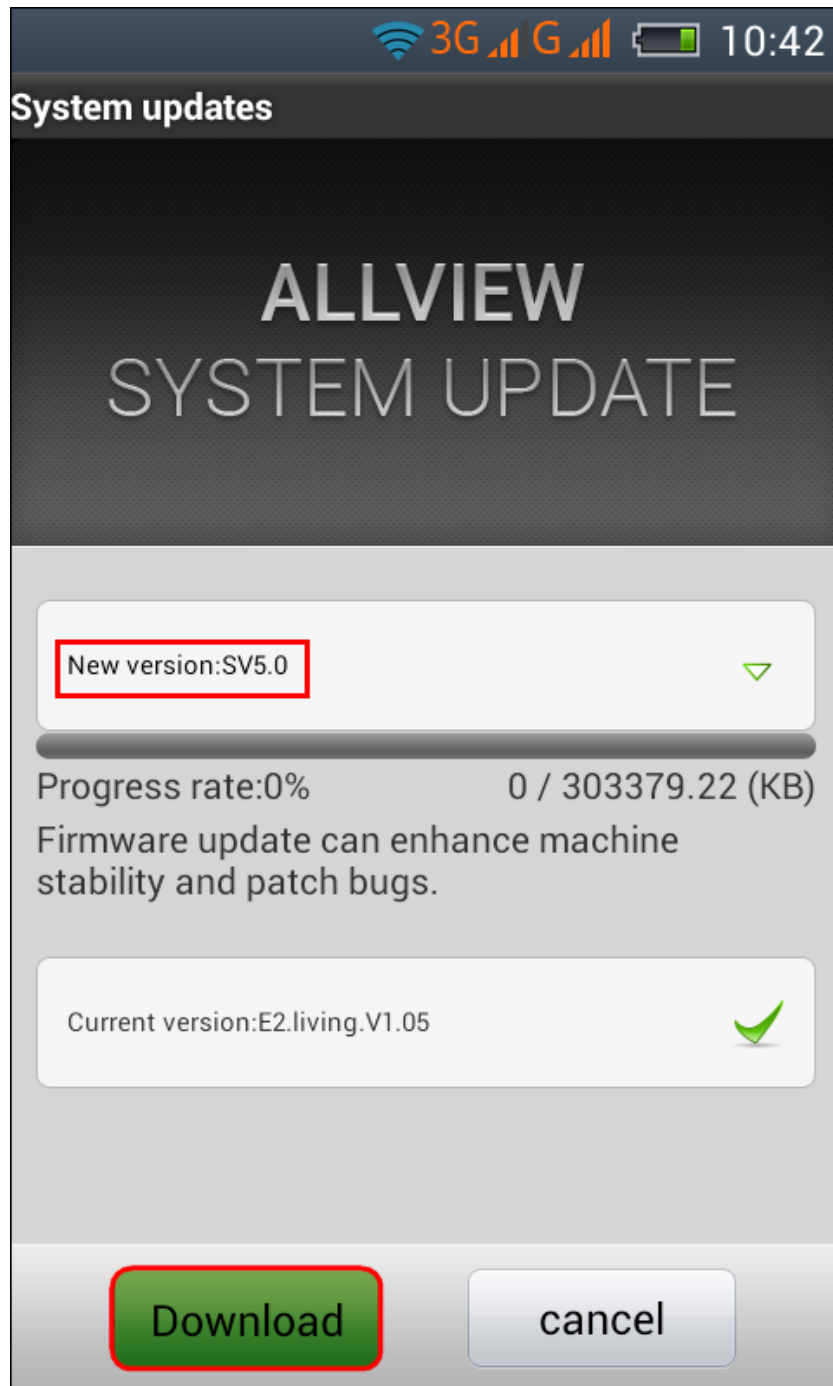 3G G 10:42
System updates
ALLVIEW
SYSTEM UPDATE
New version:SV5.0
Progress rate:0% 0 / 303379.22 (KB)
Firmware update can enhance machine
stability and patch bugs.
Current version:E2.living.V1.05
Download cancel